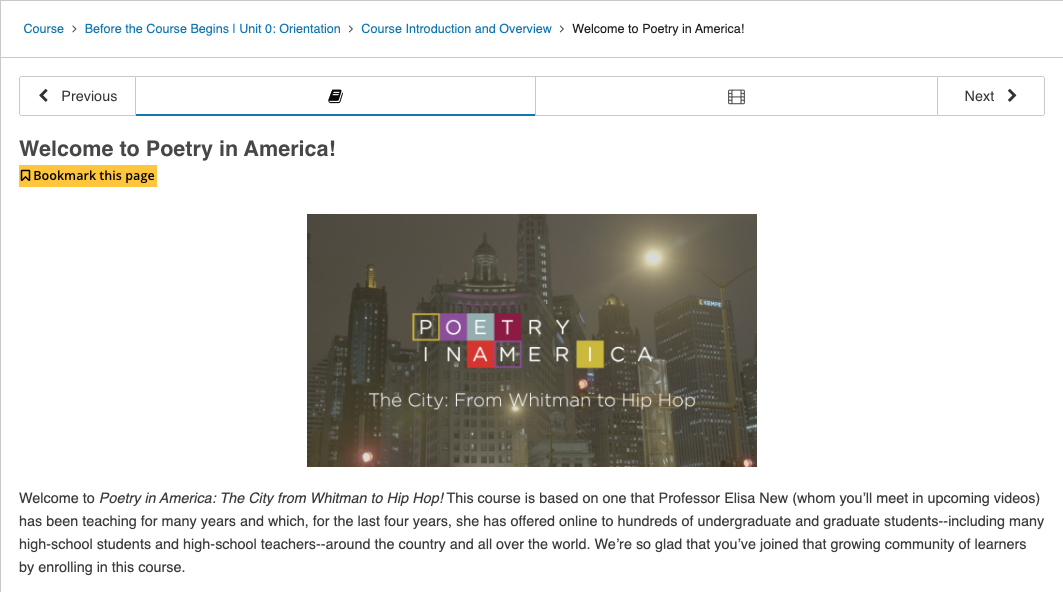 Course > Before the Course Begins | Unit 0: Orientation > Course Introduction and Overview > Welcome to Poetry in America!
Previous Next
Welcome to Poetry in America!
Bookmark this page
KEMPER
POETRY
IN AMERICA
The City: From Whitman to Hip Hop
Welcome to Poetry in America: The City from Whitman to Hip Hop! This course is based on one that Professor Elisa New (whom you’ll meet in upcoming videos)
has been teaching for many years and which, for the last four years, she has offered online to hundreds of undergraduate and graduate students--including many
high-school students and high-school teachers--around the country and all over the world. We’re so glad that you’ve joined that growing community of learners
by enrolling in this course.